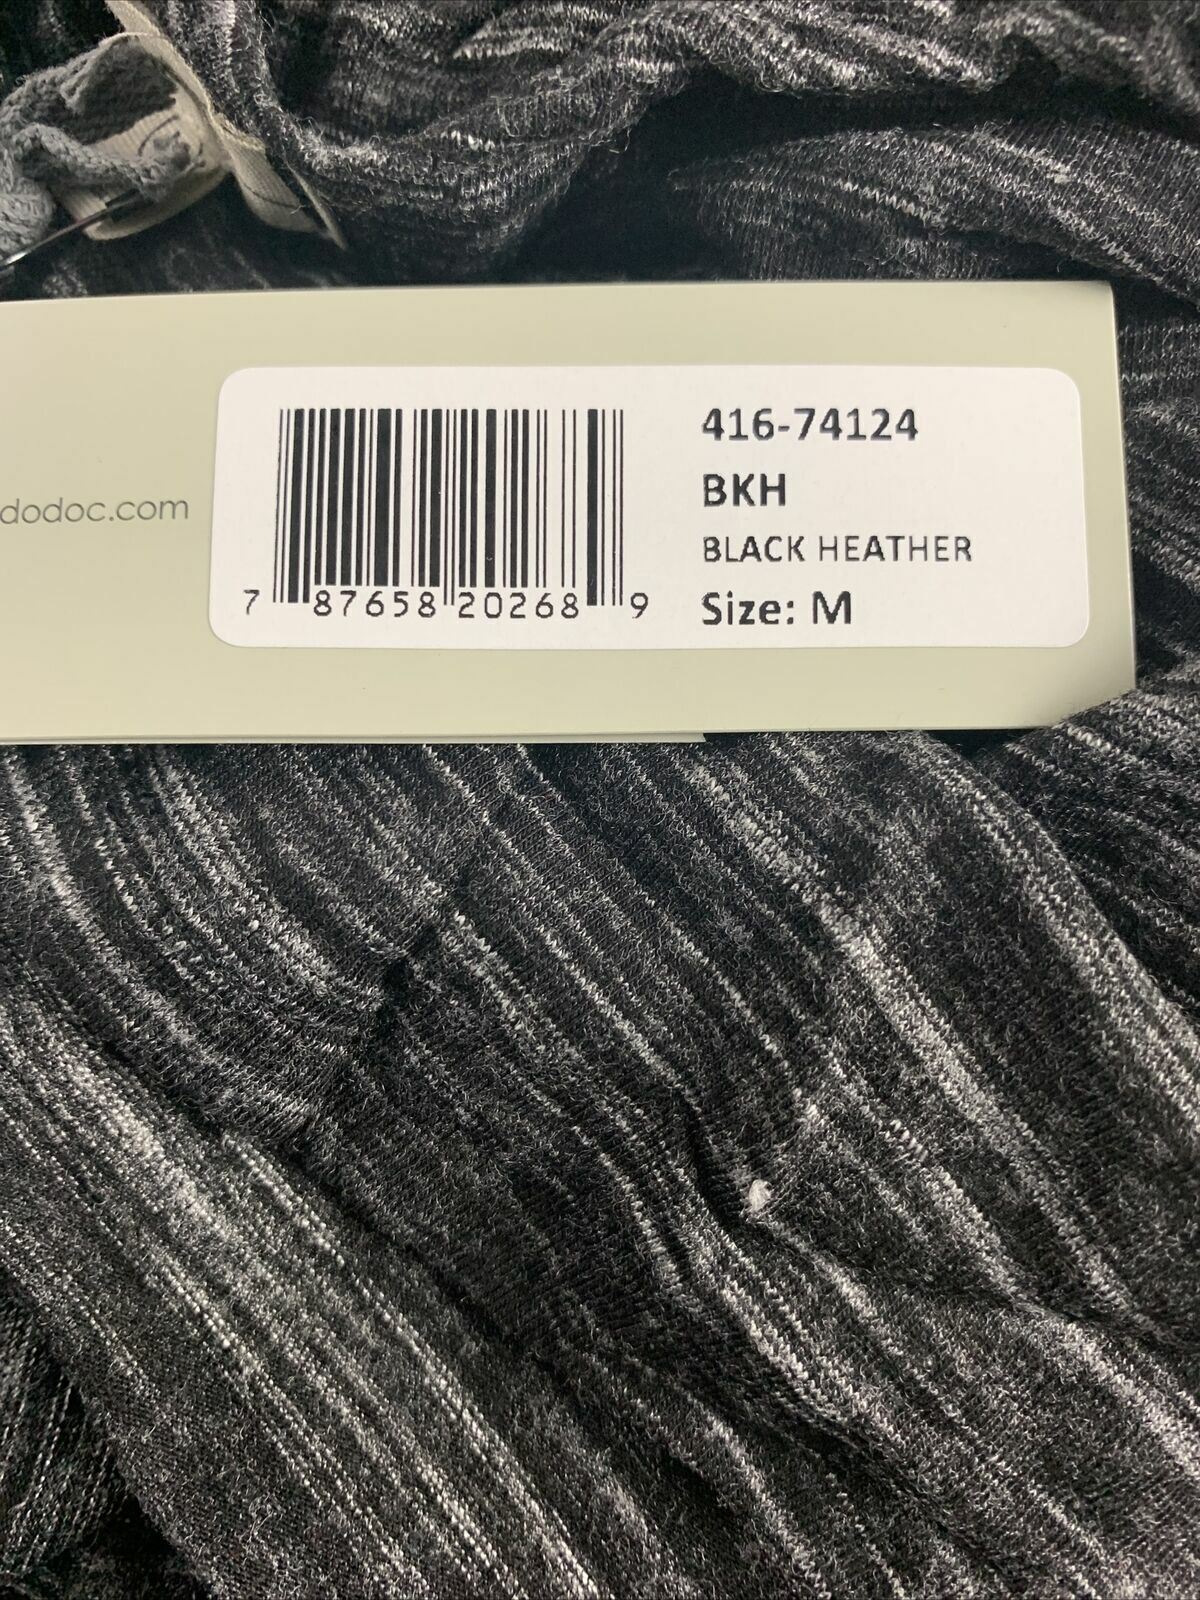 dodoc.com
416-74124
BKH
BLACK HEATHER
Size: M
7 87658 20268 9